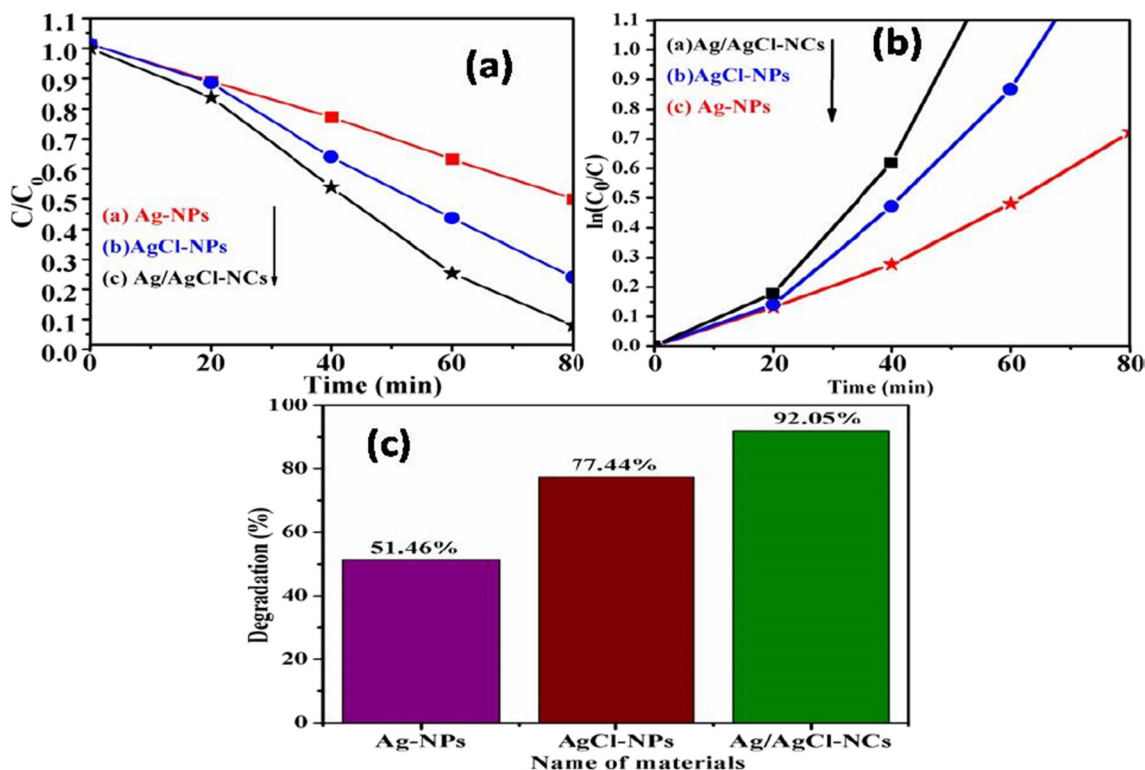 1.1
1.0
0.9
0.8
0.7
0.6
0.5
0.4
0.3
0.2
0.1
0.0
C/C₀
(a)
(a) Ag-NPs
(b)AgCl-NPs
(c) Ag/AgCl-NCs
0 20 40 60 80
Time (min)
1.1
1.0
0.9
0.8
0.7
0.6
0.5
0.4
0.3
0.2
0.1
0.0
ln(C₀/C)
(b)
(a)Ag/AgCl-NCs
(b)AgCl-NPs
(c) Ag-NPs
20 40 60 80
Time (min)
100
80
60
40
20
0
Degradation (%)
(c)
51.46%
77.44%
92.05%
Ag-NPs AgCl-NPs Ag/AgCl-NCs
Name of materials